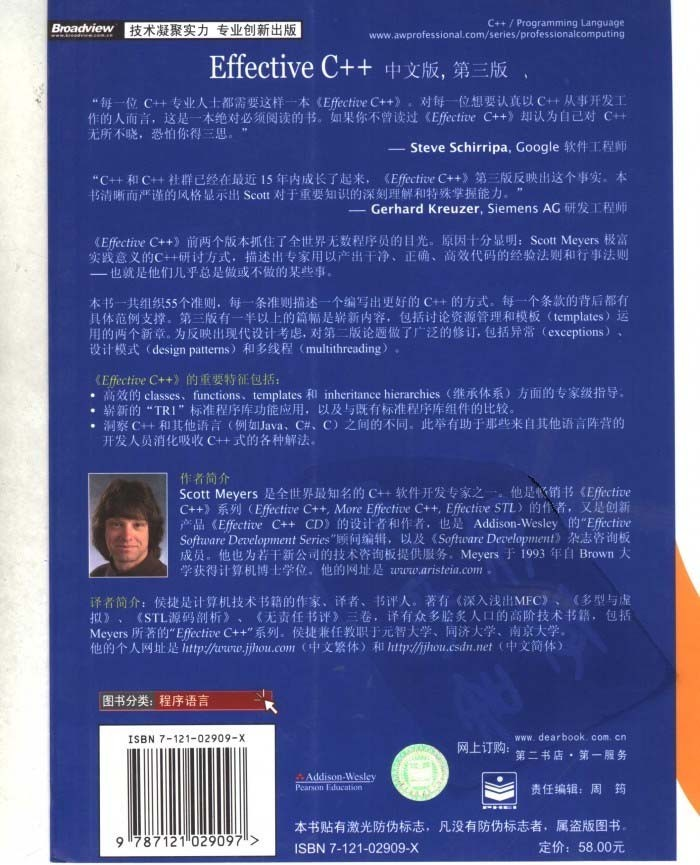 Broadview
www.broadview.com.cn
技术凝聚实力 专业创新出版
C++ / Programming Language
www.awprofessional.com/series/professionalcomputing
Effective C++ 中文版, 第三版
“每一位 C++ 专业人士都需要这样一本《Effective C++》。对每一位想要认真以 C++ 从事开发工
作的人而言，这是一本绝对必须阅读的书。如果你不曾读过《Effective C++》却认为自己对 C++
无所不晓，恐怕你得三思。”
— Steve Schirripa, Google 软件工程师
“C++ 和 C++ 社群已经在最近 15 年内成长了起来，《Effective C++》第三版反映出这个事实。本
书清晰而严谨的风格显示出 Scott 对于重要知识的深刻理解和特殊掌握能力。”
— Gerhard Kreuzer, Siemens AG 研发工程师
《Effective C++》前两个版本抓住了全世界无数程序员的目光。原因十分显明：Scott Meyers 极富
实践意义的C++研讨方式，描述出专家用以产出干净、正确、高效代码的经验法则和行事法则
— 也就是他们几乎总是做或不做的某些事。
本书一共组织55个准则，每一条准则描述一个编写出更好的 C++ 的方式。每一个条款的背后都有
具体范例支撑。第三版有一半以上的篇幅是崭新内容，包括讨论资源管理和模板（templates）运
用的两个新章。为反映出现代设计考虑，对第二版论题做了广泛的修订，包括异常（exceptions）、
设计模式（design patterns）和多线程（multithreading）。
《Effective C++》的重要特征包括：
• 高效的 classes、functions、templates 和 inheritance hierarchies（继承体系）方面的专家级指导。
• 崭新的 “TR1” 标准程序库功能应用，以及与既有标准程序库组件的比较。
• 洞察 C++ 和其他语言（例如Java、C#、C）之间的不同。此举有助于那些来自其他语言阵营的
开发人员消化吸收 C++ 式的各种解法。
作者简介
Scott Meyers 是全世界最知名的 C++ 软件开发专家之一。他是畅销书《Effective
C++》系列（Effective C++, More Effective C++, Effective STL）的作者，又是创新
产品《Effective C++ CD》的设计者和作者，也是 Addison-Wesley 的“Effective
Software Development Series”顾问编辑，以及《Software Development》杂志咨询板
成员。他也为若干新公司的技术咨询板提供服务。Meyers 于 1993 年自 Brown 大
学获得计算机博士学位。他的网址是 www.aristeia.com 。
译者简介：侯捷是计算机技术书籍的作家、译者、书评人。著有《深入浅出MFC》、《多型与虚
拟》、《STL源码剖析》、《无责任书评》三卷，译有众多脍炙人口的高阶技术书籍，包括
Meyers 所著的“Effective C++”系列。侯捷兼任教职于元智大学、同济大学、南京大学。
他的个人网址是 http://www.jjhou.com（中文繁体）和 http://jjhou.csdn.net（中文简体）
图书分类：程序语言
ISBN 7-121-02909-X
9 787121 029097 >
Addison-Wesley
Pearson Education
网上订购：
www.dearbook.com.cn
第二书店·第一服务
PHEI
责任编辑：周 筠
本书贴有激光防伪标志，凡没有防伪标志者，属盗版图书。
ISBN 7-121-02909-X
定价：58.00元